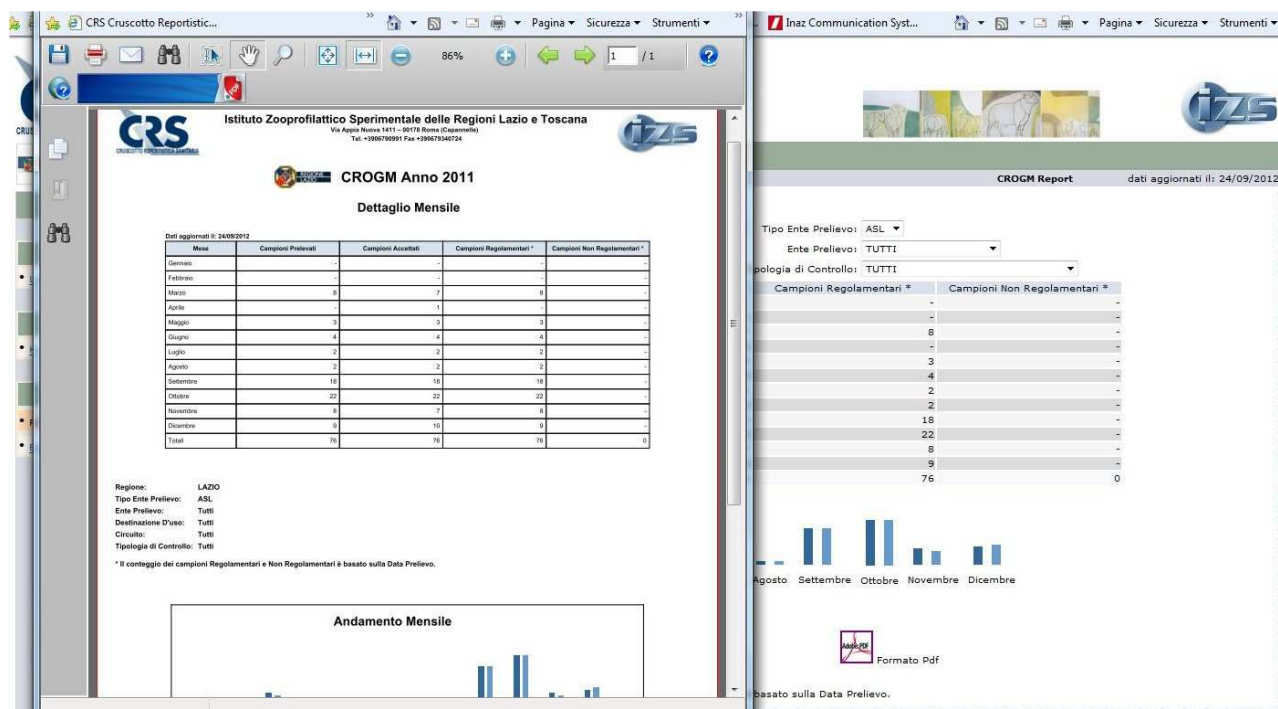 CRS Cruscotto Reportistic...
Pagina Sicurezza Strumenti
86% 1 / 1
CRS
Istituto Zooprofilattico Sperimentale delle Regioni Lazio e Toscana
Via Appia Nuova 1411 – 00178 Roma (Capannelle)
Tel. +3906790991 Fax +390679340724
izs
REGIONE LAZIO
CROGM Anno 2011
Dettaglio Mensile
Dati aggiornati il: 24/09/2012
Mese Campioni Prelevati Campioni Accettati Campioni Regolamentari * Campioni Non Regolamentari *
Gennaio - - - -
Febbraio - - - -
Marzo 8 7 8 -
Aprile - 1 - -
Maggio 3 3 3 -
Giugno 4 4 4 -
Luglio 2 2 2 -
Agosto 2 2 2 -
Settembre 18 18 18 -
Ottobre 22 22 22 -
Novembre 8 7 8 -
Dicembre 9 10 9 -
Totali 76 76 76 0
Regione: LAZIO
Tipo Ente Prelievo: ASL
Ente Prelievo: Tutti
Destinazione D'uso: Tutti
Circuito: Tutti
Tipologia di Controllo: Tutti
* Il conteggio dei campioni Regolamentari e Non Regolamentari è basato sulla Data Prelievo.
Andamento Mensile
Inaz Communication Syst...
Pagina Sicurezza Strumenti
izs
CROGM Report dati aggiornati il: 24/09/2012
Tipo Ente Prelievo: ASL
Ente Prelievo: TUTTI
pologia di Controllo: TUTTI
Campioni Regolamentari * Campioni Non Regolamentari *
- -
- -
8 -
- -
3 -
4 -
2 -
2 -
18 -
22 -
8 -
9 -
76 0
Agosto Settembre Ottobre Novembre Dicembre
Adobe PDF
Formato Pdf
basato sulla Data Prelievo.